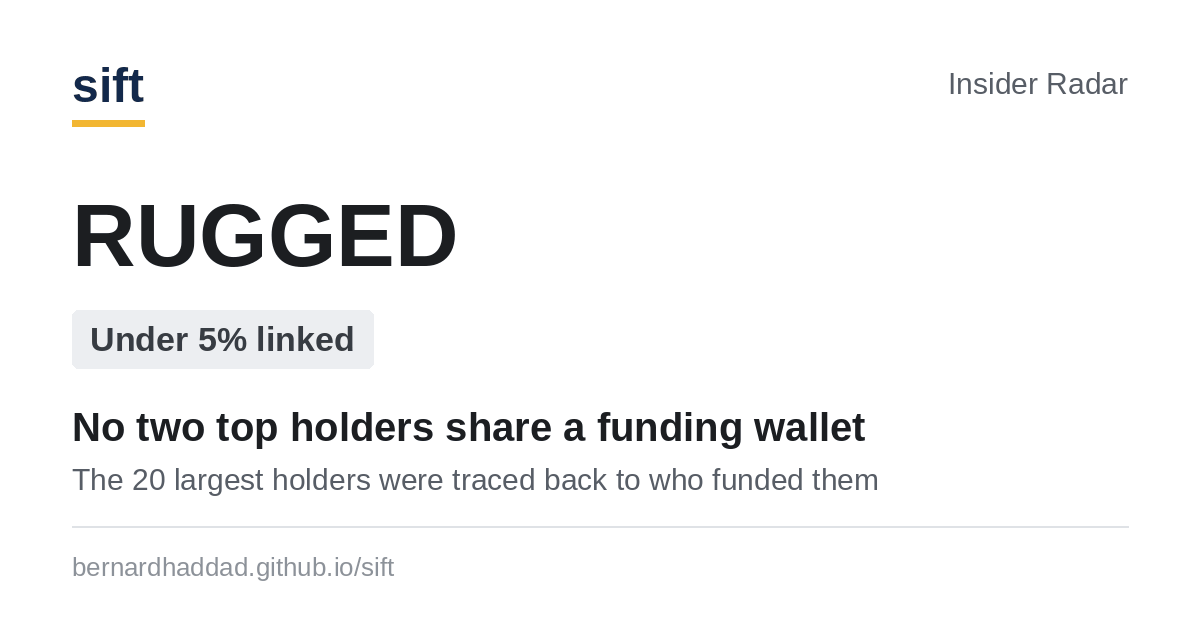 sift
Insider Radar
RUGGED
Under 5% linked
No two top holders share a funding wallet
The 20 largest holders were traced back to who funded them
bernardhaddad.github.io/sift